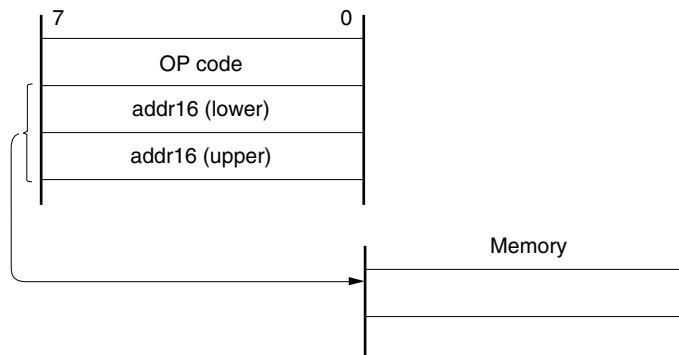 7 0
OP code
addr16 (lower)
addr16 (upper)
Memory